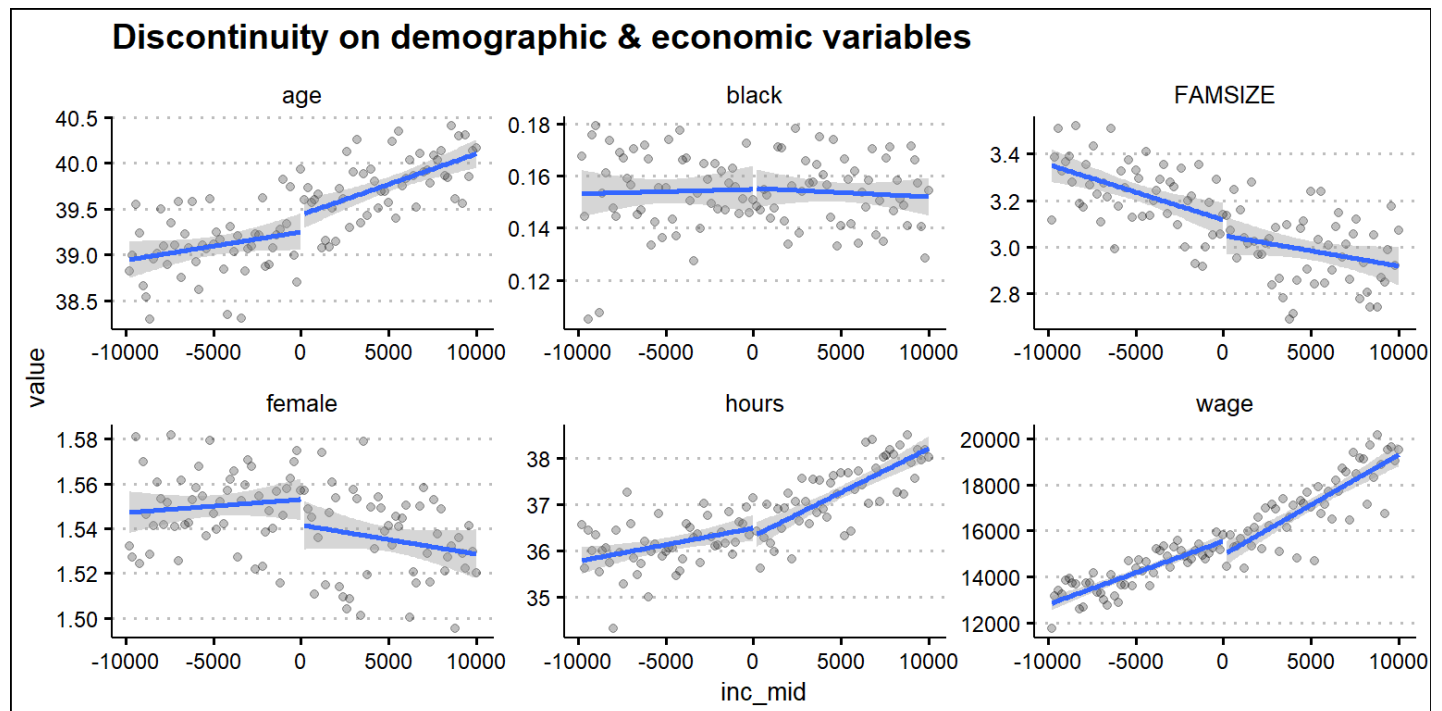 Discontinuity on demographic & economic variables
age
black
FAMSIZE
40.5
40.0
39.5
39.0
38.5
0.18
0.16
0.14
0.12
3.4
3.2
3.0
2.8
-10000 -5000 0 5000 10000
-10000 -5000 0 5000 10000
-10000 -5000 0 5000 10000
value
female
hours
wage
1.58
1.56
1.54
1.52
1.50
38
37
36
35
20000
18000
16000
14000
12000
-10000 -5000 0 5000 10000
-10000 -5000 0 5000 10000
-10000 -5000 0 5000 10000
inc_mid